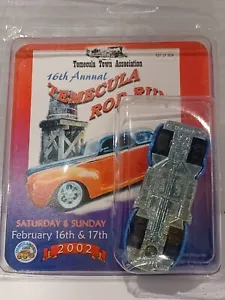 Temecula Town Association
16th Annual
TEMECULA
ROD RUN
SATURDAY & SUNDAY
February 16th & 17th
2002